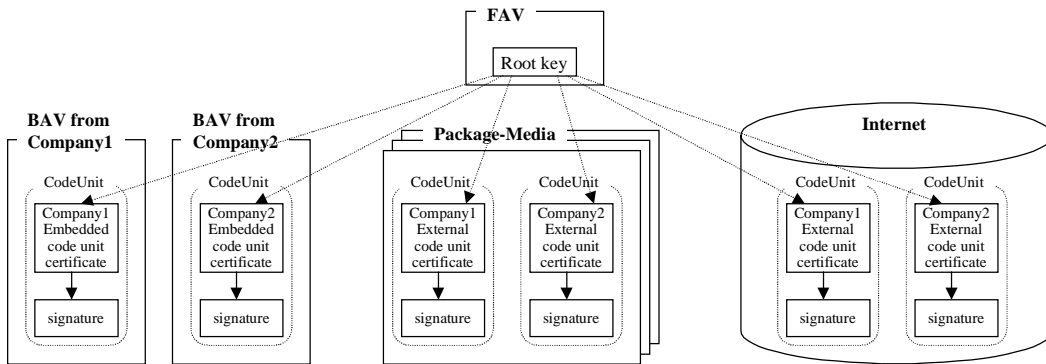 FAV
Root key
BAV from
Company1
CodeUnit
Company1
Embedded
code unit
certificate
signature
BAV from
Company2
CodeUnit
Company2
Embedded
code unit
certificate
signature
Package-Media
CodeUnit
Company1
External
code unit
certificate
signature
CodeUnit
Company2
External
code unit
certificate
signature
Internet
CodeUnit
Company1
External
code unit
certificate
signature
CodeUnit
Company2
External
code unit
certificate
signature